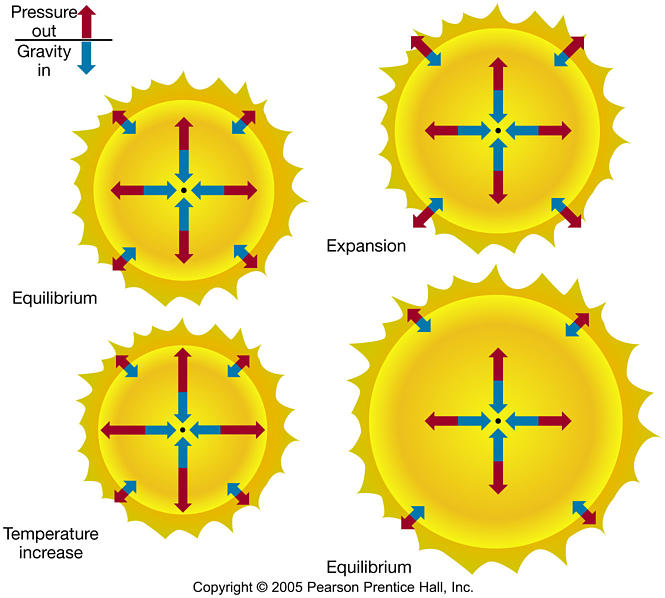 Pressure
out
Gravity
in
Equilibrium
Expansion
Temperature
increase
Equilibrium
Copyright © 2005 Pearson Prentice Hall, Inc.